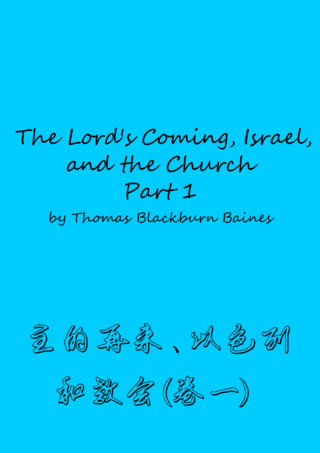 The Lord's Coming, Israel,
and the Church
Part 1
by Thomas Blackburn Baines
主的再来、以色列
和教会(卷一)